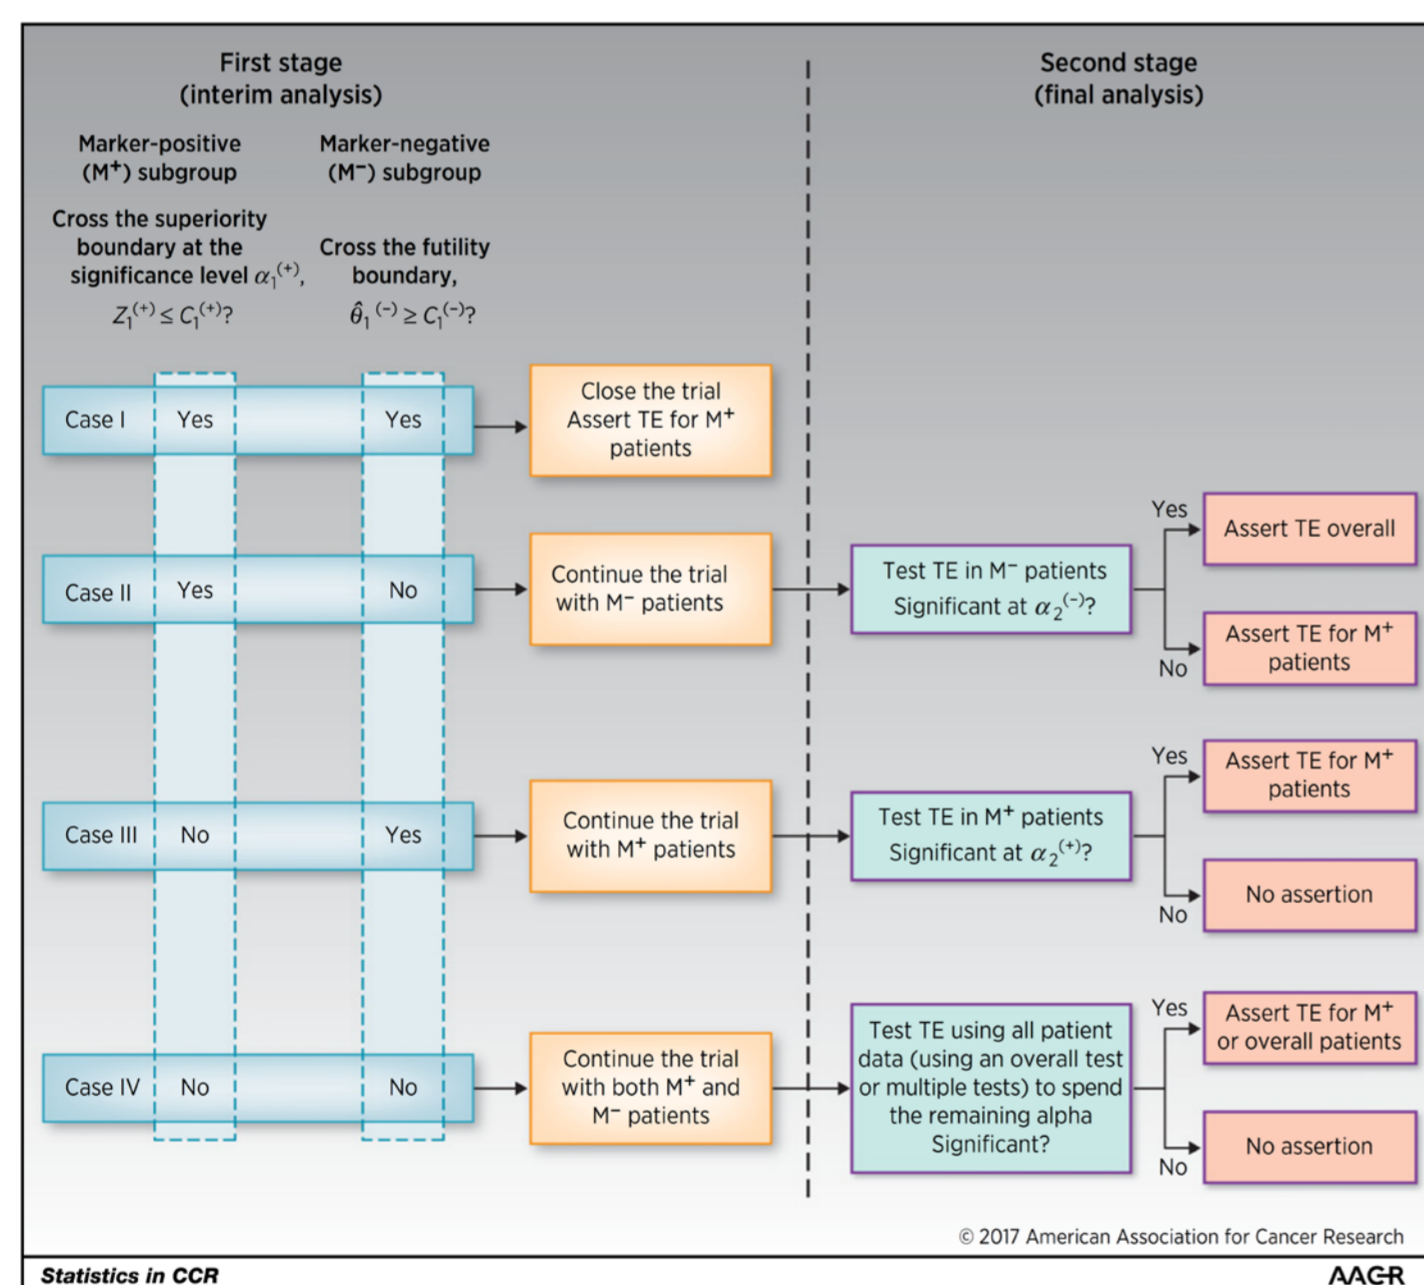 First stage
(interim analysis)
Second stage
(final analysis)
Marker-positive
(M⁺) subgroup
Marker-negative
(M⁻) subgroup
Cross the superiority
boundary at the
significance level α₁⁽⁺⁾,
Z₁⁽⁺⁾ ≤ C₁⁽⁺⁾?
Cross the futility
boundary,
θ̂₁⁽⁻⁾ ≥ C₁⁽⁻⁾?
Case I Yes Yes
Close the trial
Assert TE for M⁺
patients
Case II Yes No
Continue the trial
with M⁻ patients
Test TE in M⁻ patients
Significant at α₂⁽⁻⁾?
Yes
Assert TE overall
No
Assert TE for M⁺
patients
Case III No Yes
Continue the trial
with M⁺ patients
Test TE in M⁺ patients
Significant at α₂⁽⁺⁾?
Yes
Assert TE for M⁺
patients
No
No assertion
Case IV No No
Continue the trial
with both M⁺ and
M⁻ patients
Test TE using all patient
data (using an overall test
or multiple tests) to spend
the remaining alpha
Significant?
Yes
Assert TE for M⁺
or overall patients
No
No assertion
© 2017 American Association for Cancer Research
Statistics in CCR
AACR